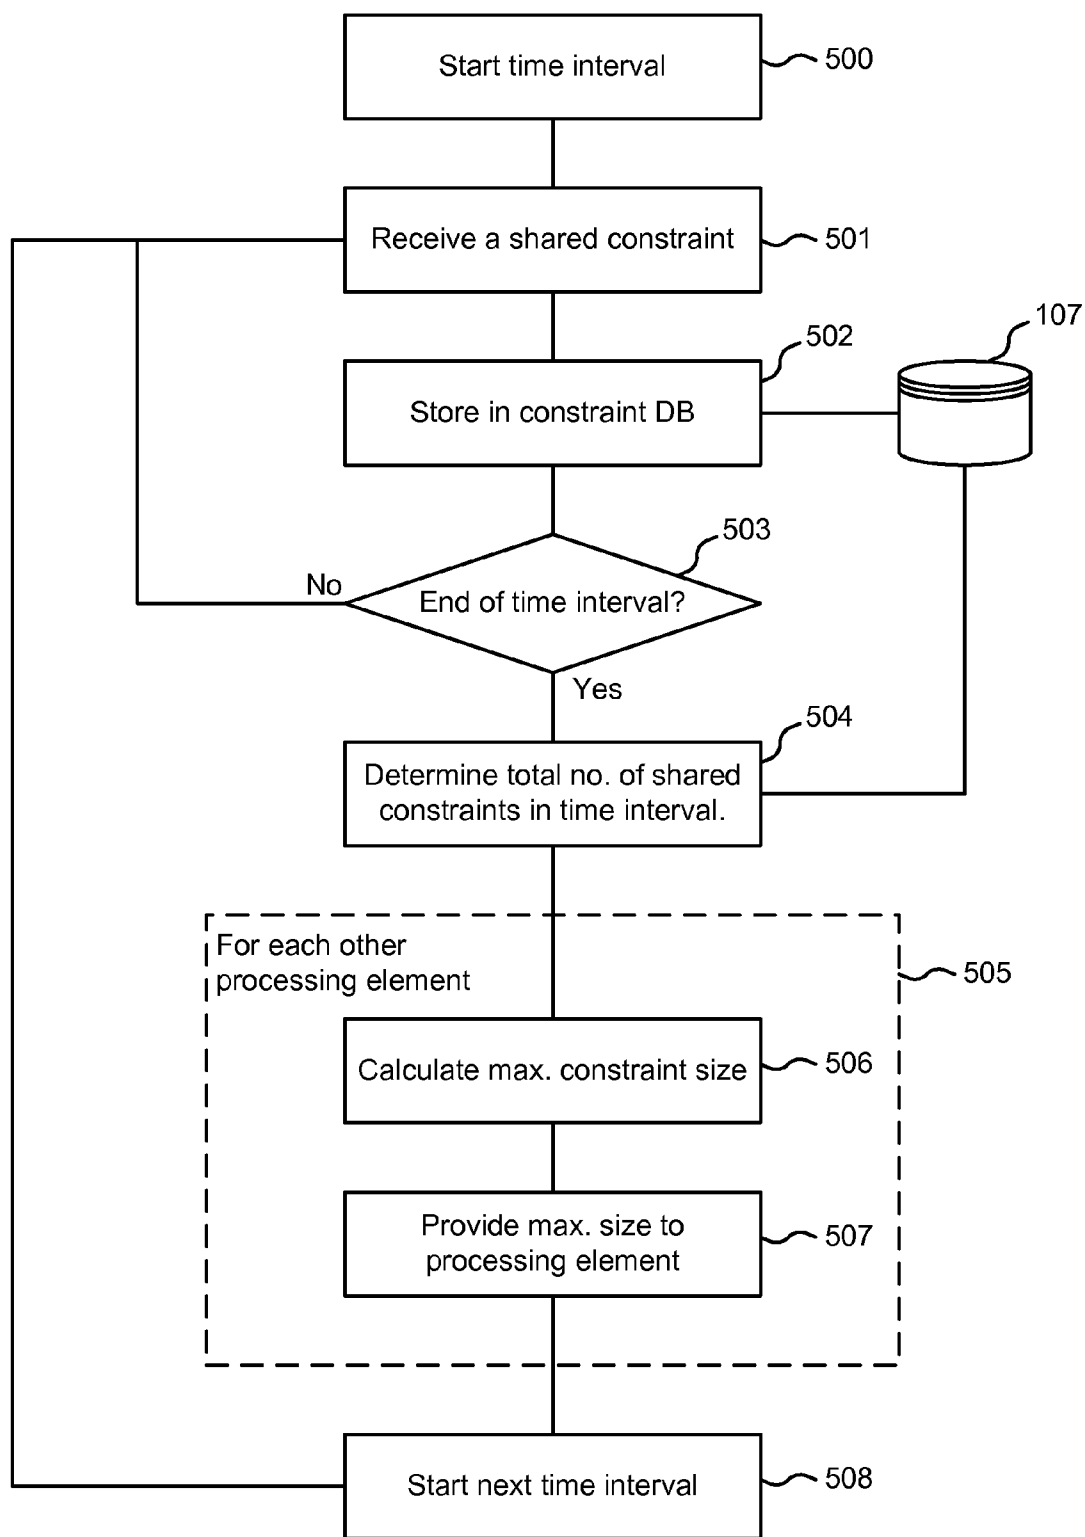 Start time interval
500
Receive a shared constraint
501
107
502
Store in constraint DB
503
No
End of time interval?
Yes
504
Determine total no. of shared
constraints in time interval.
For each other
processing element
505
Calculate max. constraint size
506
Provide max. size to
processing element
507
Start next time interval
508